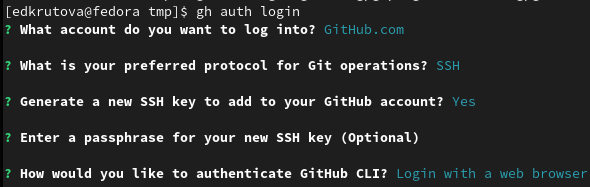 [edkrutova@fedora tmp]$ gh auth login
? What account do you want to log into? GitHub.com
? What is your preferred protocol for Git operations? SSH
? Generate a new SSH key to add to your GitHub account? Yes
? Enter a passphrase for your new SSH key (Optional)
? How would you like to authenticate GitHub CLI? Login with a web browser